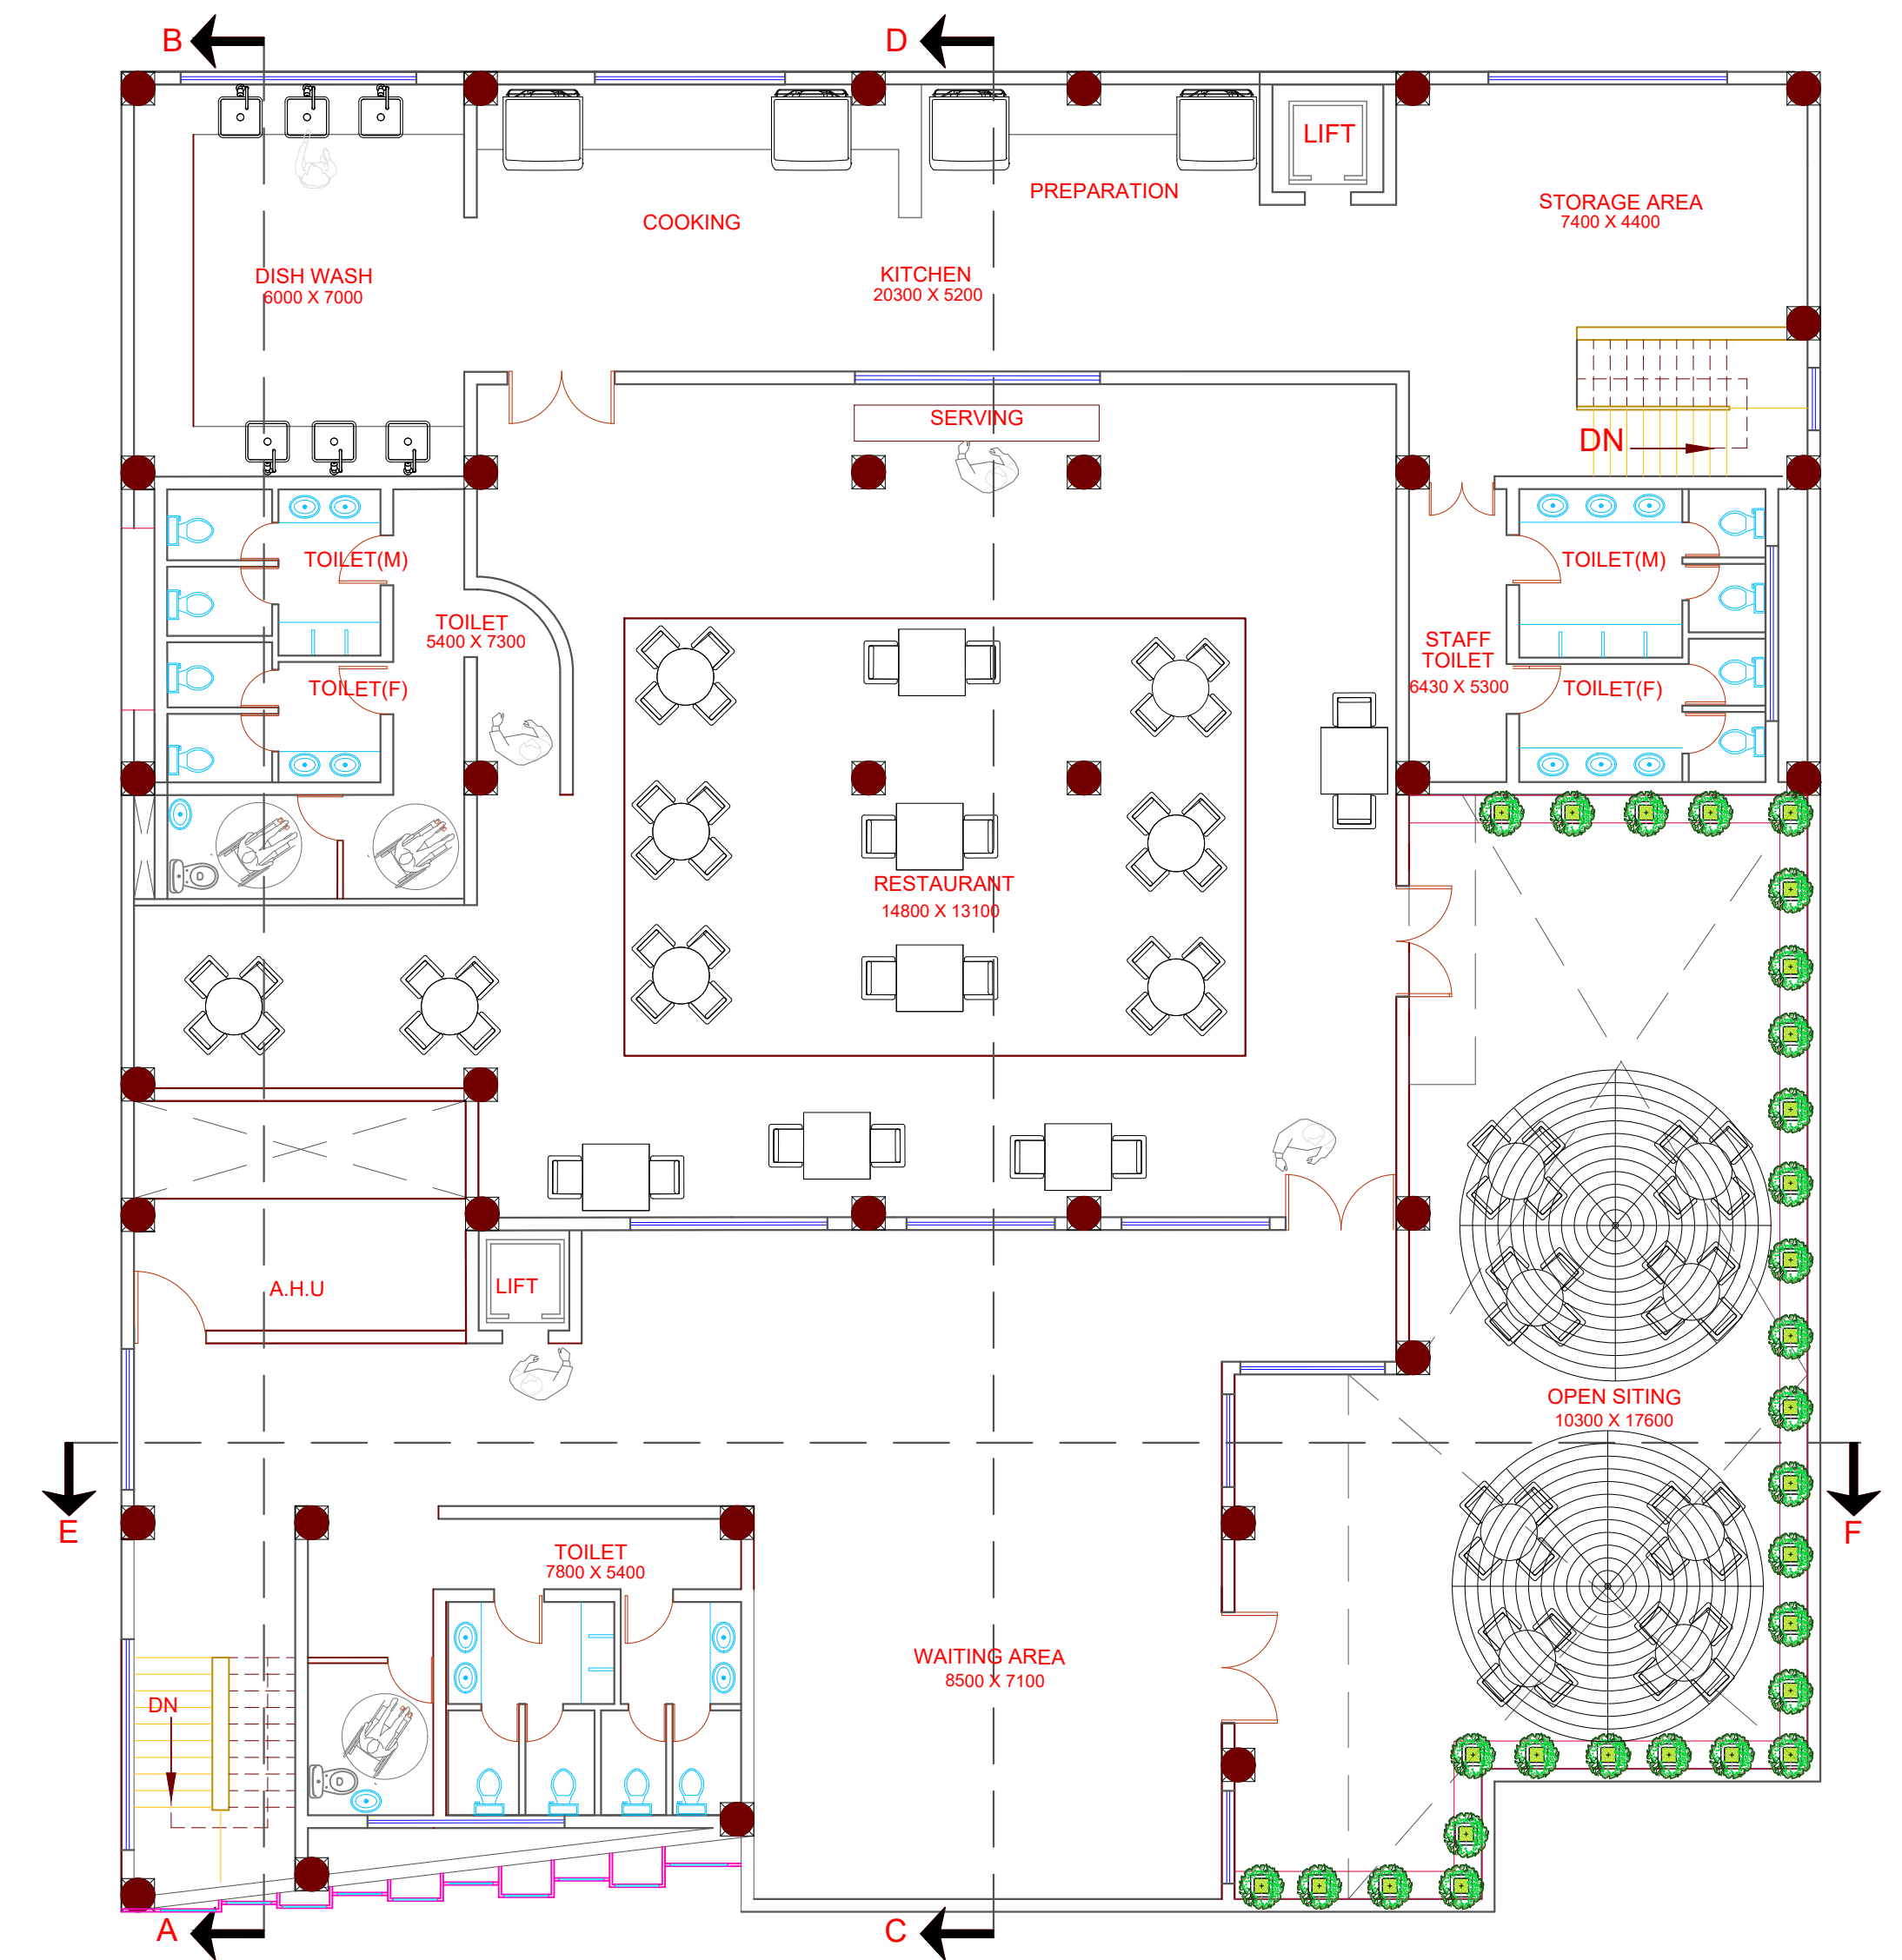 B
D
LIFT
PREPARATION
STORAGE AREA
7400 X 4400
COOKING
DISH WASH
6000 X 7000
KITCHEN
20300 X 5200
SERVING
DN
TOILET(M)
TOILET(M)
TOILET
5400 X 7300
STAFF
TOILET
6430 X 5300
TOILET(F)
TOILET(F)
RESTAURANT
14800 X 13100
A.H.U
LIFT
OPEN SITING
10300 X 17600
E
F
TOILET
7800 X 5400
WAITING AREA
8500 X 7100
DN
A
C